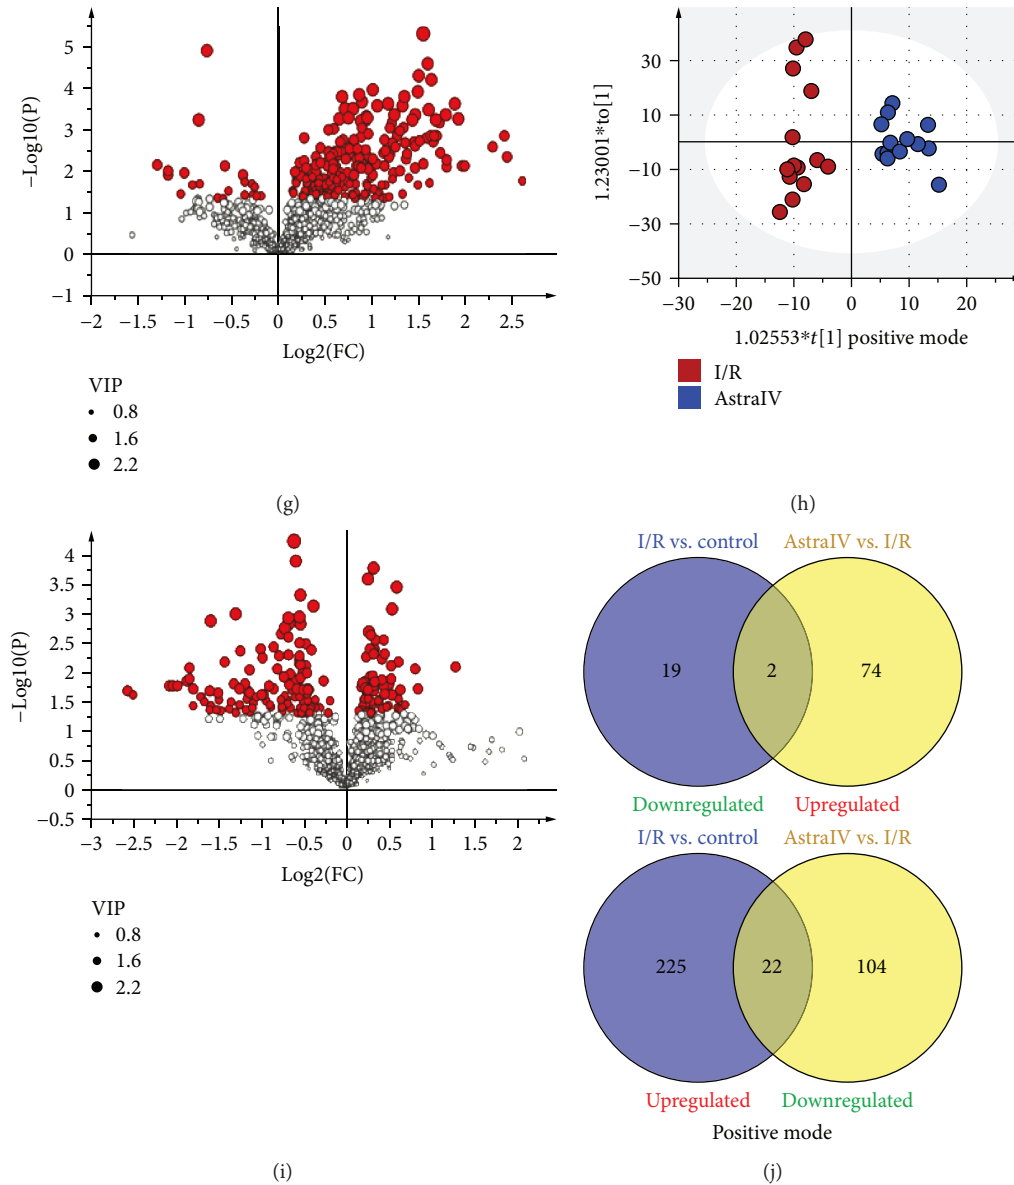 5
4
3
2
1
0
−1
−Log10(P)
−2
−1.5
−1
−0.5
0
0.5
1
1.5
2
2.5
Log2(FC)
VIP
0.8
1.6
2.2
(g)
30
10
−10
−30
−50
1.23001*to[1]
−30
−20
−10
0
10
20
1.02553*t[1] positive mode
I/R
AstraIV
(h)
4
3.5
3
2.5
2
1.5
1
0.5
0
−0.5
−Log10(P)
−3
−2.5
−2
−1.5
−1
−0.5
0
0.5
1
1.5
2
Log2(FC)
VIP
0.8
1.6
2.2
(i)
I/R vs. control
AstraIV vs. I/R
19
2
74
Downregulated
Upregulated
I/R vs. control
AstraIV vs. I/R
225
22
104
Upregulated
Downregulated
Positive mode
(j)